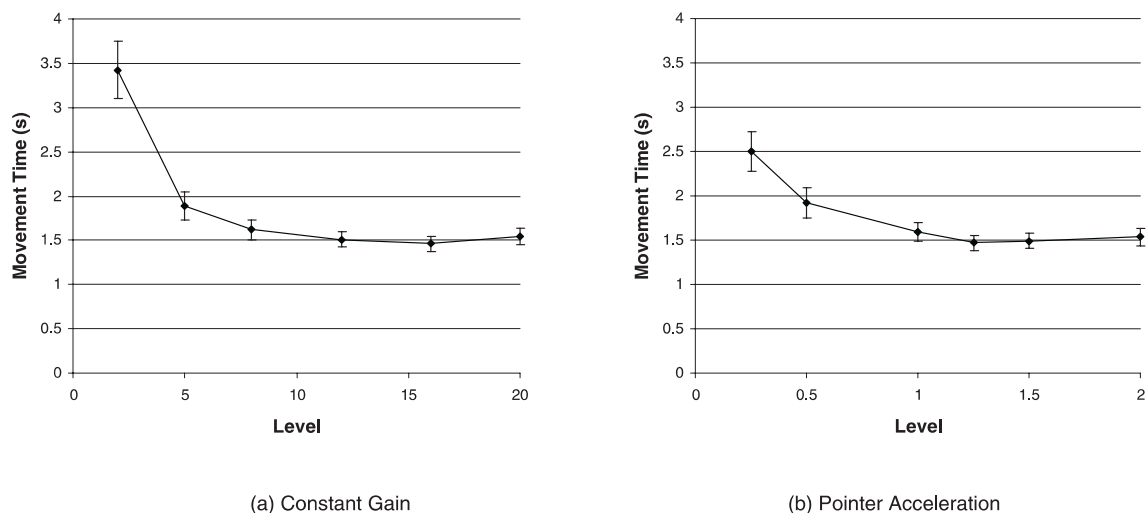 4
3.5
3
2.5
2
1.5
1
0.5
0
Movement Time (s)
0 5 10 15 20
Level
(a) Constant Gain
4
3.5
3
2.5
2
1.5
1
0.5
0
Movement Time (s)
0 0.5 1 1.5 2
Level
(b) Pointer Acceleration